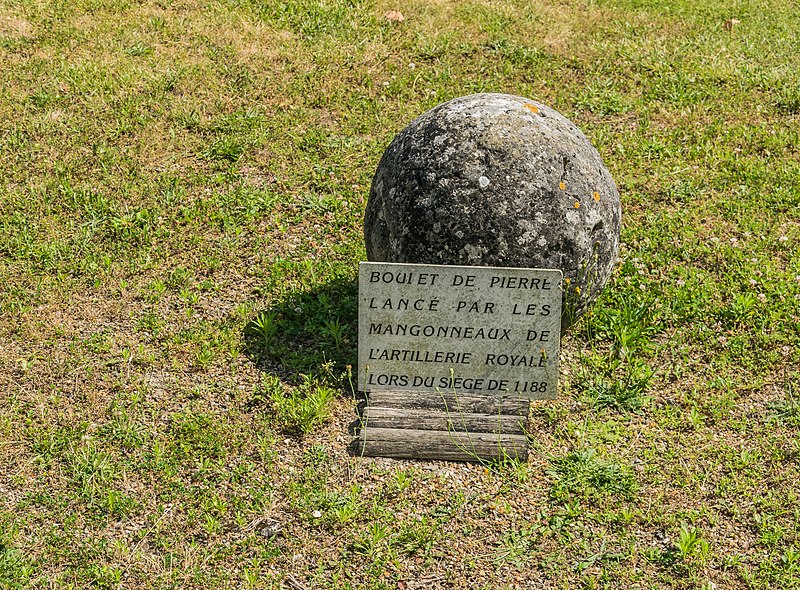 BOULET DE PIERRE
LANCÉ PAR LES
MANGONNEAUX DE
L'ARTILLERIE ROYALE
LORS DU SIÈGE DE 1188